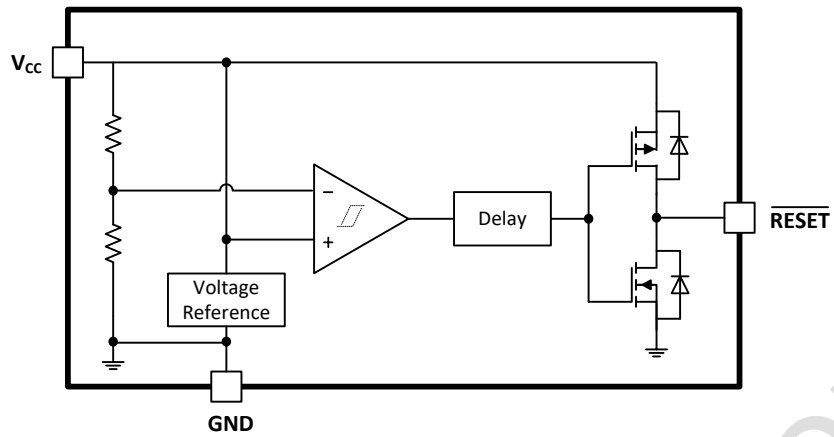 VCC
−
+
Delay
RESET
Voltage
Reference
GND